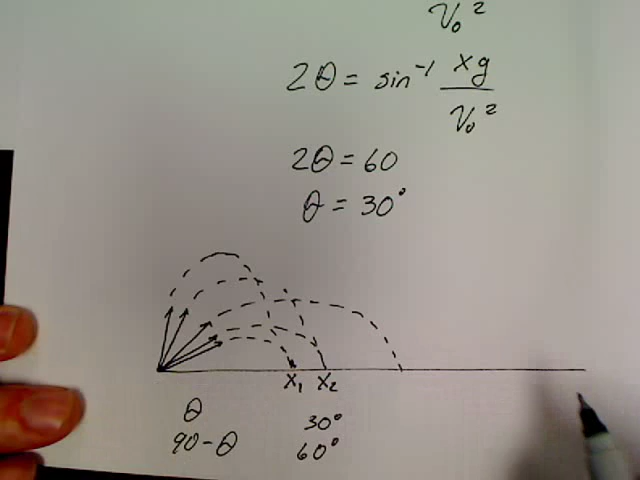 v₀²
2θ = sin⁻¹ xg / v₀²
2θ = 60
θ = 30°
x₁ x₂
θ 30°
90-θ 60°